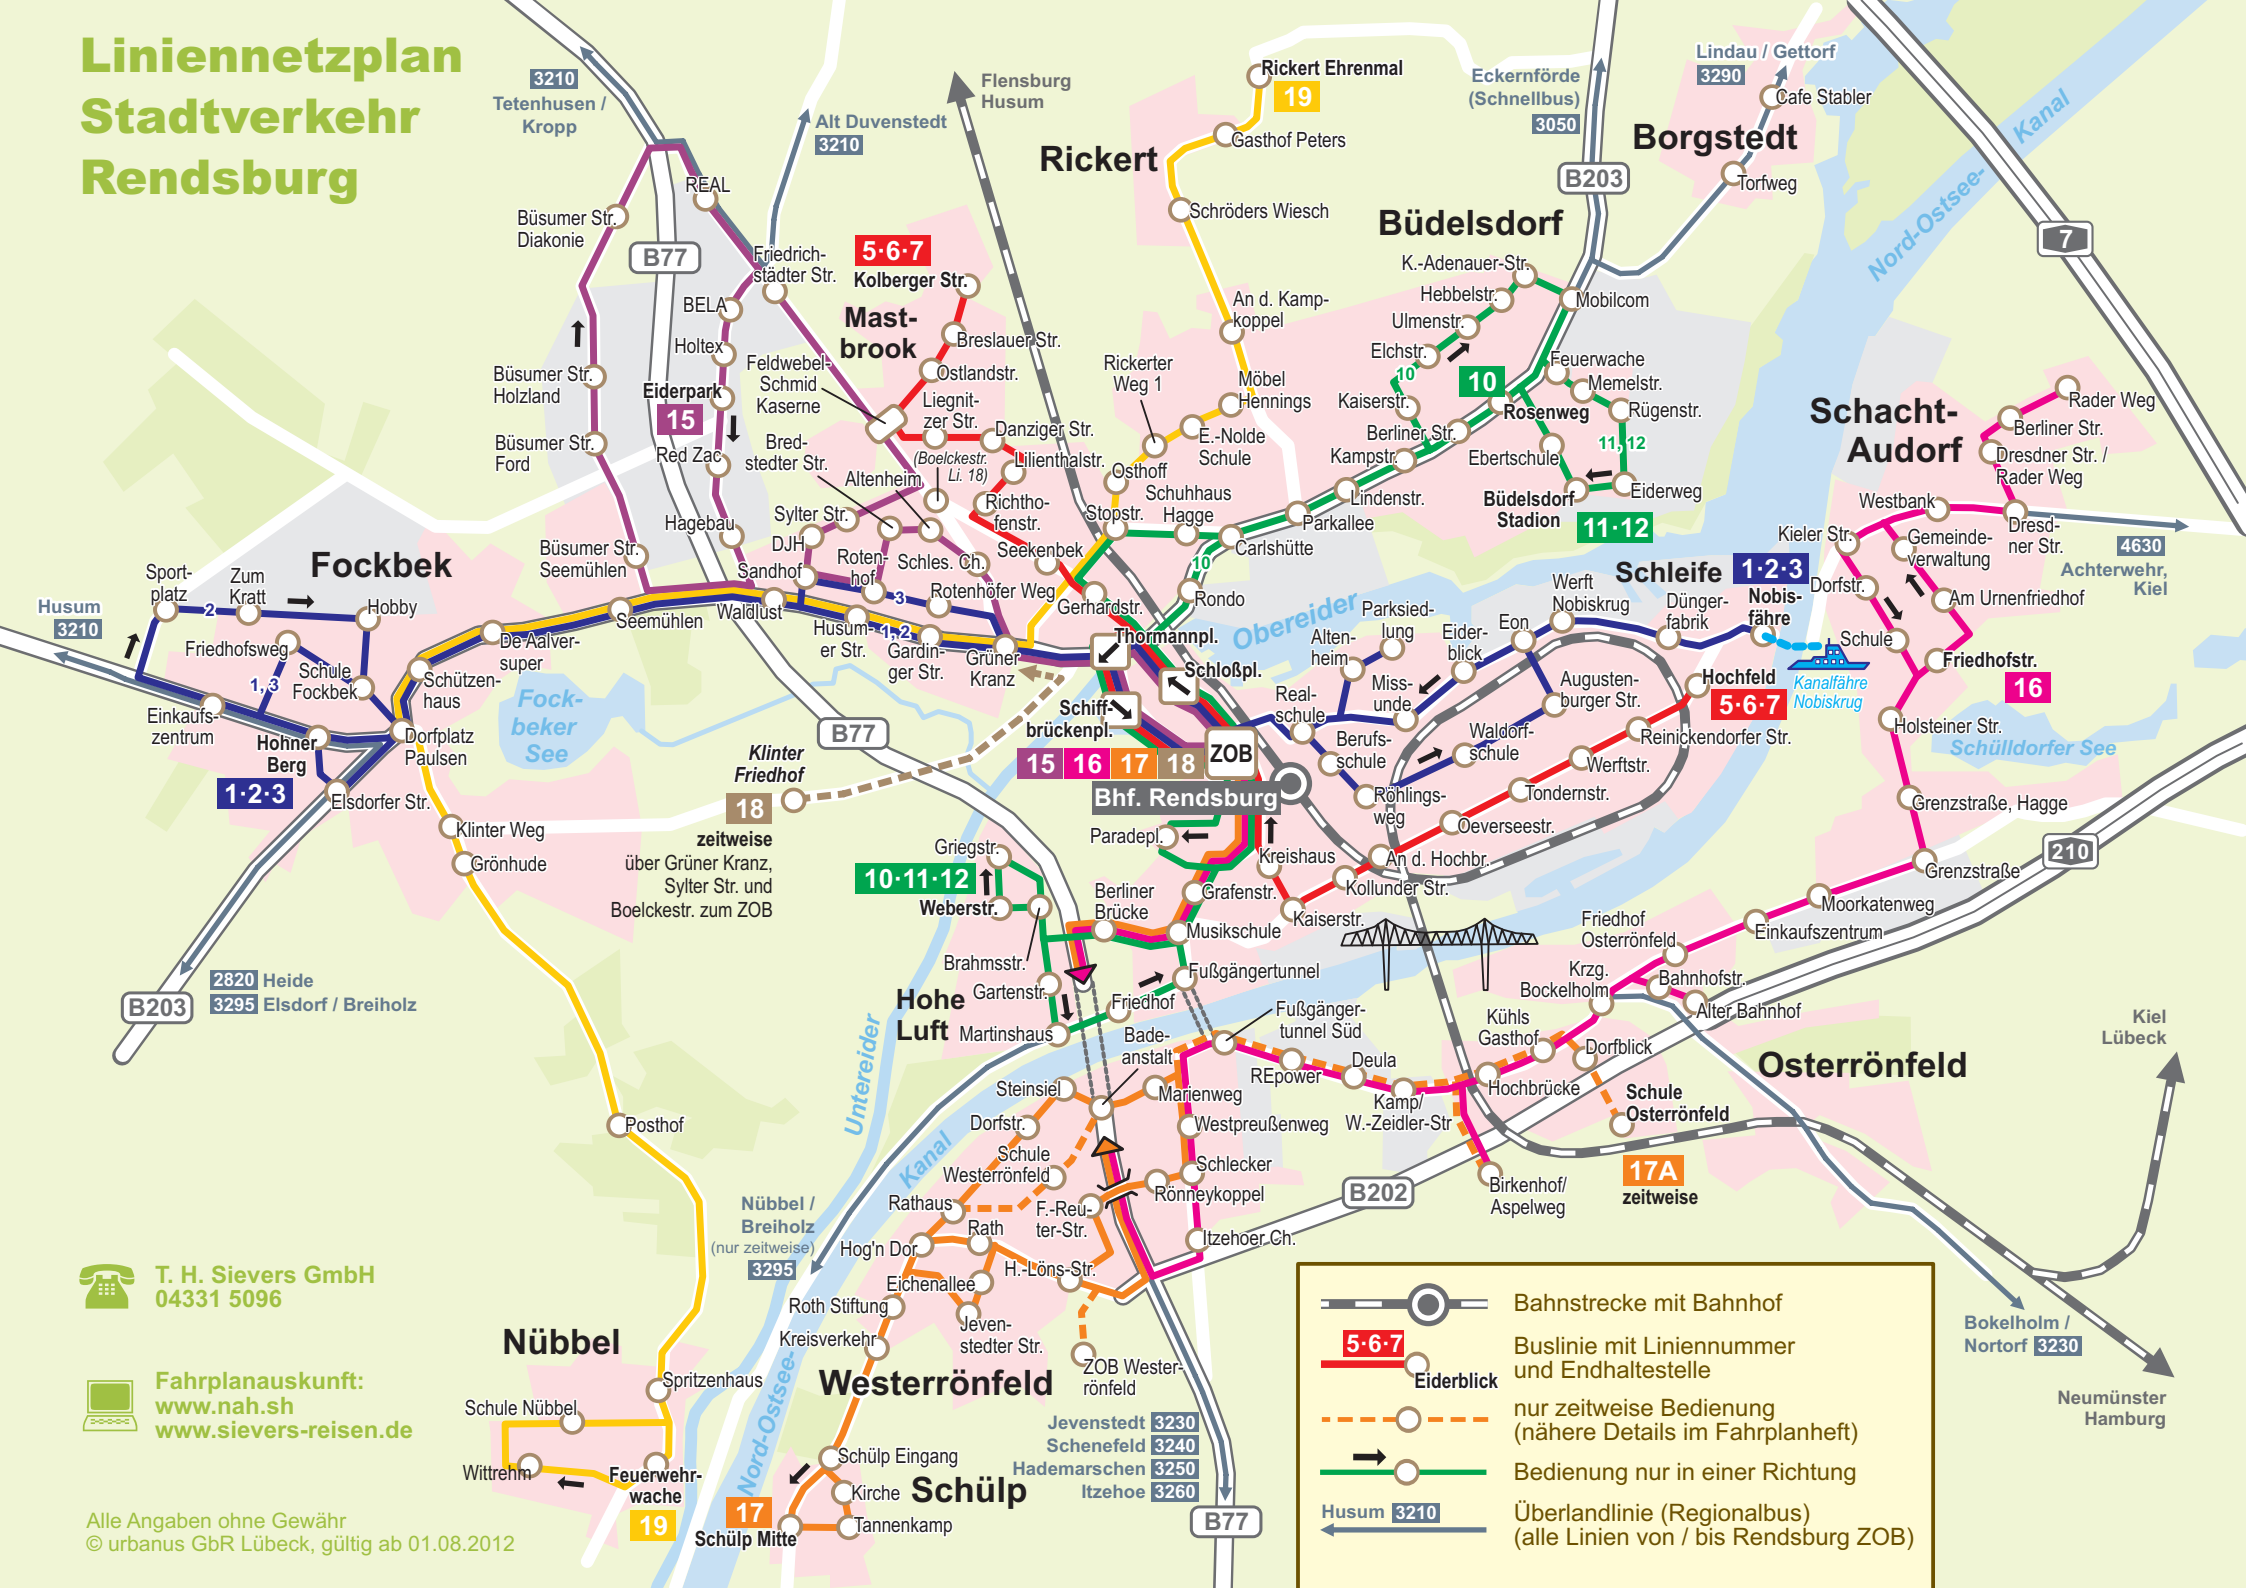 Liniennetzplan
Stadtverkehr
Rendsburg
3210
Tetenhusen /
Kropp
Alt Duvenstedt
3210
Flensburg
Husum
Rickert Ehrenmal
19
Gasthof Peters
Rickert
Schröders Wiesch
Eckernförde
(Schnellbus)
3050
B203
Lindau / Gettorf
3290
Cafe Stabler
Borgstedt
Torfweg
Nord-Ostsee-
Kanal
7
REAL
Büsumer Str.
Diakonie
B77
Friedrich-
städter Str.
BELA
Holtex
Büsumer Str.
Holzland
Eiderpark
15
Büsumer Str.
Ford
Red Zac
Hagebau
Büsumer Str.
Seemühlen
5·6·7
Kolberger Str.
Mast-
brook
Breslauer Str.
Ostlandstr.
Feldwebel-
Schmid
Kaserne
Liegnit-
zer Str.
Danziger Str.
(Boelckestr.
Li. 18)
Lilienthalstr.
Bred-
stedter Str.
Altenheim
Richtho-
fenstr.
Sylter Str.
DJH
Roten-
hof
Schles. Ch.
Seekenbek
Sandhof
3
Rotenhöfer Weg
Gerhardstr.
An d. Kamp-
koppel
Rickerter
Weg 1
Möbel
Hennings
E.-Nolde
Schule
Osthoff
Schuhhaus
Hagge
Stopstr.
Carlshütte
10
Rondo
Büdelsdorf
K.-Adenauer-Str.
Hebbelstr.
Mobilcom
Ulmenstr.
Elchstr.
10
10
Feuerwache
Memelstr.
Kaiserstr.
Rosenweg
Rügenstr.
Berliner Str.
Kampstr.
Ebertschule
11, 12
Lindenstr.
Büdelsdorf
Stadion
Eiderweg
11·12
Parkallee
Schacht-
Audorf
Rader Weg
Berliner Str.
Dresdner Str. /
Rader Weg
Westbank
Dresd-
ner Str.
Kieler Str.
Gemeinde-
verwaltung
4630
Achterwehr,
Kiel
Dorfstr.
Am Urnenfriedhof
Schule
Friedhofstr.
16
Holsteiner Str.
Schülldorfer See
Grenzstraße, Hagge
Grenzstraße
210
Moorkatenweg
Einkaufszentrum
Fockbek
Sport-
platz
Zum
Kratt
2
Hobby
Husum
3210
Friedhofsweg
Schule
Fockbek
1, 3
Einkaufs-
zentrum
Hohner
Berg
1·2·3
Elsdorfer Str.
Dorfplatz
Paulsen
Schützen-
haus
De Aalver-
super
Seemühlen
Waldlust
Husum-
er Str.
1, 2
Gardin-
ger Str.
Grüner
Kranz
Fock-
beker
See
Klinter Weg
Grönhude
B77
Klinter
Friedhof
18
zeitweise
über Grüner Kranz,
Sylter Str. und
Boelckestr. zum ZOB
Thormannpl.
Schloßpl.
Schiff-
brückenpl.
15
16
17
18
ZOB
Bhf. Rendsburg
Paradepl.
Kreishaus
Grafenstr.
Kaiserstr.
Kollunder Str.
An d. Hochbr.
Oeverseestr.
Tondernstr.
Werftstr.
Reinickendorfer Str.
Hochfeld
5·6·7
Obereider
Parksied-
lung
Alten-
heim
Eider-
blick
Eon
Werft
Nobiskrug
Schleife
1·2·3
Nobis-
fähre
Dünger-
fabrik
Kanalfähre
Nobiskrug
Real-
schule
Miss-
unde
Augusten-
burger Str.
Berufs-
schule
Waldorf-
schule
Röhlings-
weg
Griegstr.
10·11·12
Weberstr.
Berliner
Brücke
Musikschule
Brahmsstr.
Gartenstr.
Fußgängertunnel
Hohe
Luft
Friedhof
Martinshaus
Untereider
Bade-
anstalt
Fußgänger-
tunnel Süd
Kanal
2820 Heide
3295 Elsdorf / Breiholz
B203
Posthof
Steinsiel
Marienweg
REpower
Deula
Kamp/
W.-Zeidler-Str
Hochbrücke
Kühls
Gasthof
Dorfblick
Krzg.
Bockelholm
Friedhof
Osterrönfeld
Bahnhofstr.
Alter Bahnhof
Osterrönfeld
Schule
Osterrönfeld
17A
zeitweise
Birkenhof/
Aspelweg
Kiel
Lübeck
Dorfstr.
Westpreußenweg
Schule
Westerrönfeld
Schlecker
Rönneykoppel
B202
Rathaus
F.-Reu-
ter-Str.
Itzehoer Ch.
Rath
Hog'n Dor
H.-Löns-Str.
Eichenallee
Roth Stiftung
Jeven-
stedter Str.
Kreisverkehr
ZOB Wester-
rönfeld
Westerrönfeld
Nübbel /
Breiholz
(nur zeitweise)
3295
Nord-Ostsee-
Schülp Eingang
Kirche
Schülp
Tannenkamp
17
Schülp Mitte
Jevenstedt 3230
Schenefeld 3240
Hademarschen 3250
Itzehoe 3260
B77
Nübbel
Spritzenhaus
Schule Nübbel
Wittrehm
Feuerwehr-
wache
19
Bokelholm /
Nortorf 3230
Neumünster
Hamburg
T. H. Sievers GmbH
04331 5096
Fahrplanauskunft:
www.nah.sh
www.sievers-reisen.de
Alle Angaben ohne Gewähr
© urbanus GbR Lübeck, gültig ab 01.08.2012
Bahnstrecke mit Bahnhof
5·6·7
Eiderblick
Buslinie mit Liniennummer
und Endhaltestelle
nur zeitweise Bedienung
(nähere Details im Fahrplanheft)
Bedienung nur in einer Richtung
Husum 3210
Überlandlinie (Regionalbus)
(alle Linien von / bis Rendsburg ZOB)